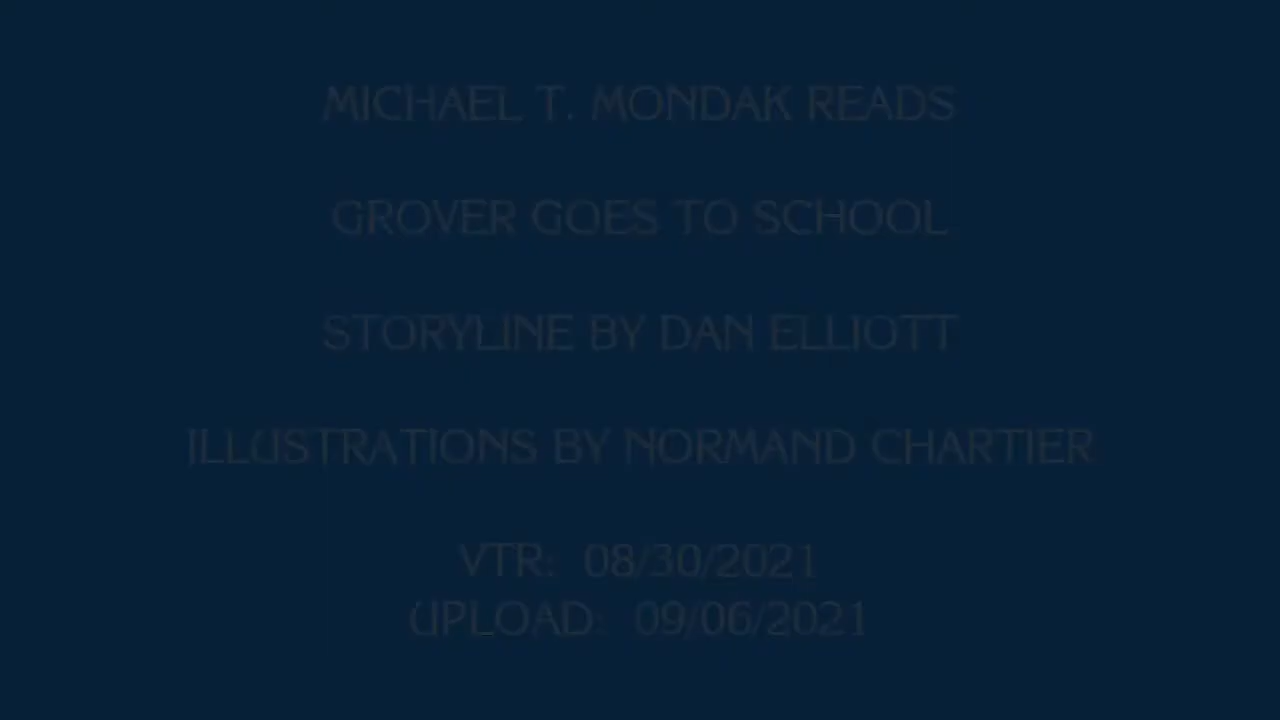 MICHAEL T. MONDAK READS
GROVER GOES TO SCHOOL
STORYLINE BY DAN ELLIOTT
ILLUSTRATIONS BY NORMAND CHARTIER
VTR: 08/30/2021
UPLOAD: 09/06/2021